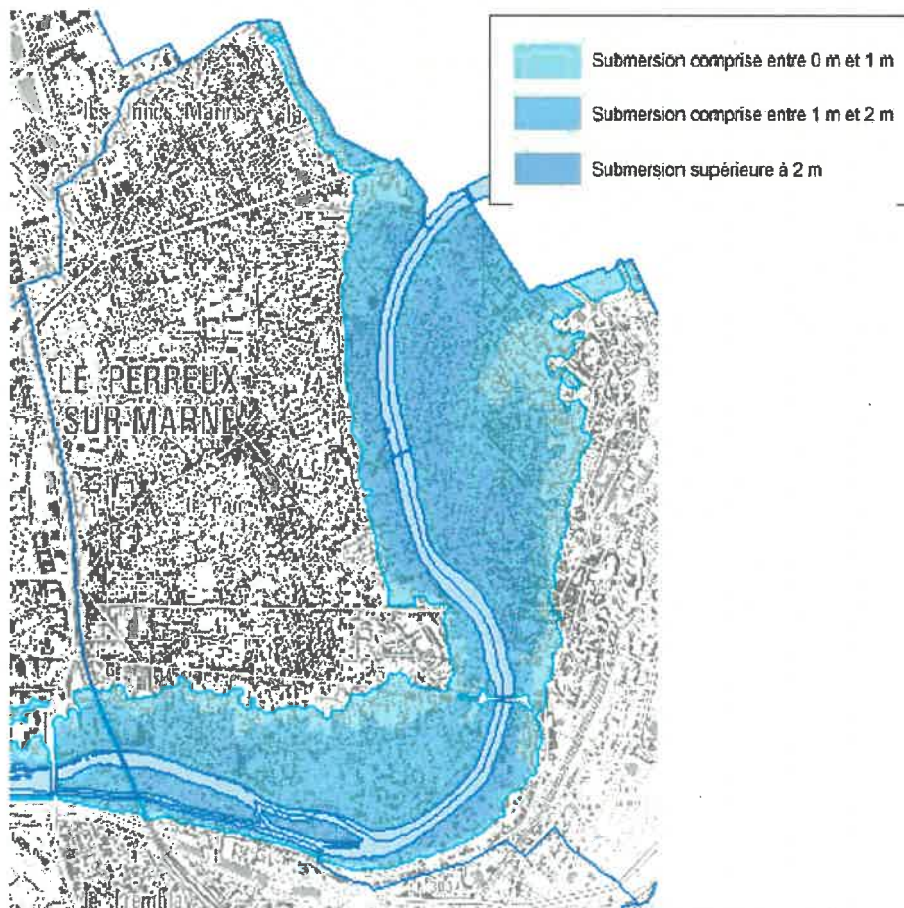 Submersion comprise entre 0 m et 1 m
Submersion comprise entre 1 m et 2 m
Submersion supérieure à 2 m
LE PERREUX
SUR-MARNE